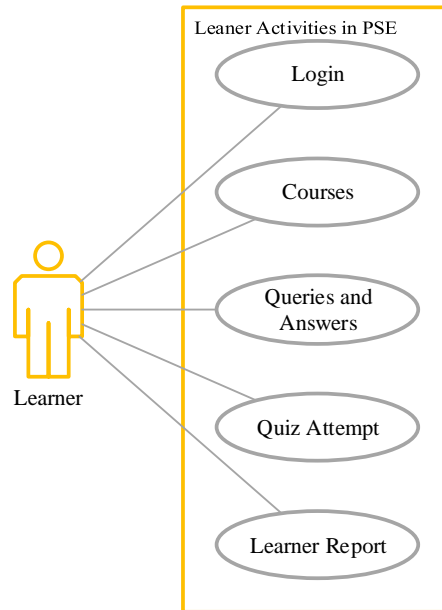 Leaner Activities in PSE
Login
Courses
Queries and
Answers
Learner
Quiz Attempt
Learner Report